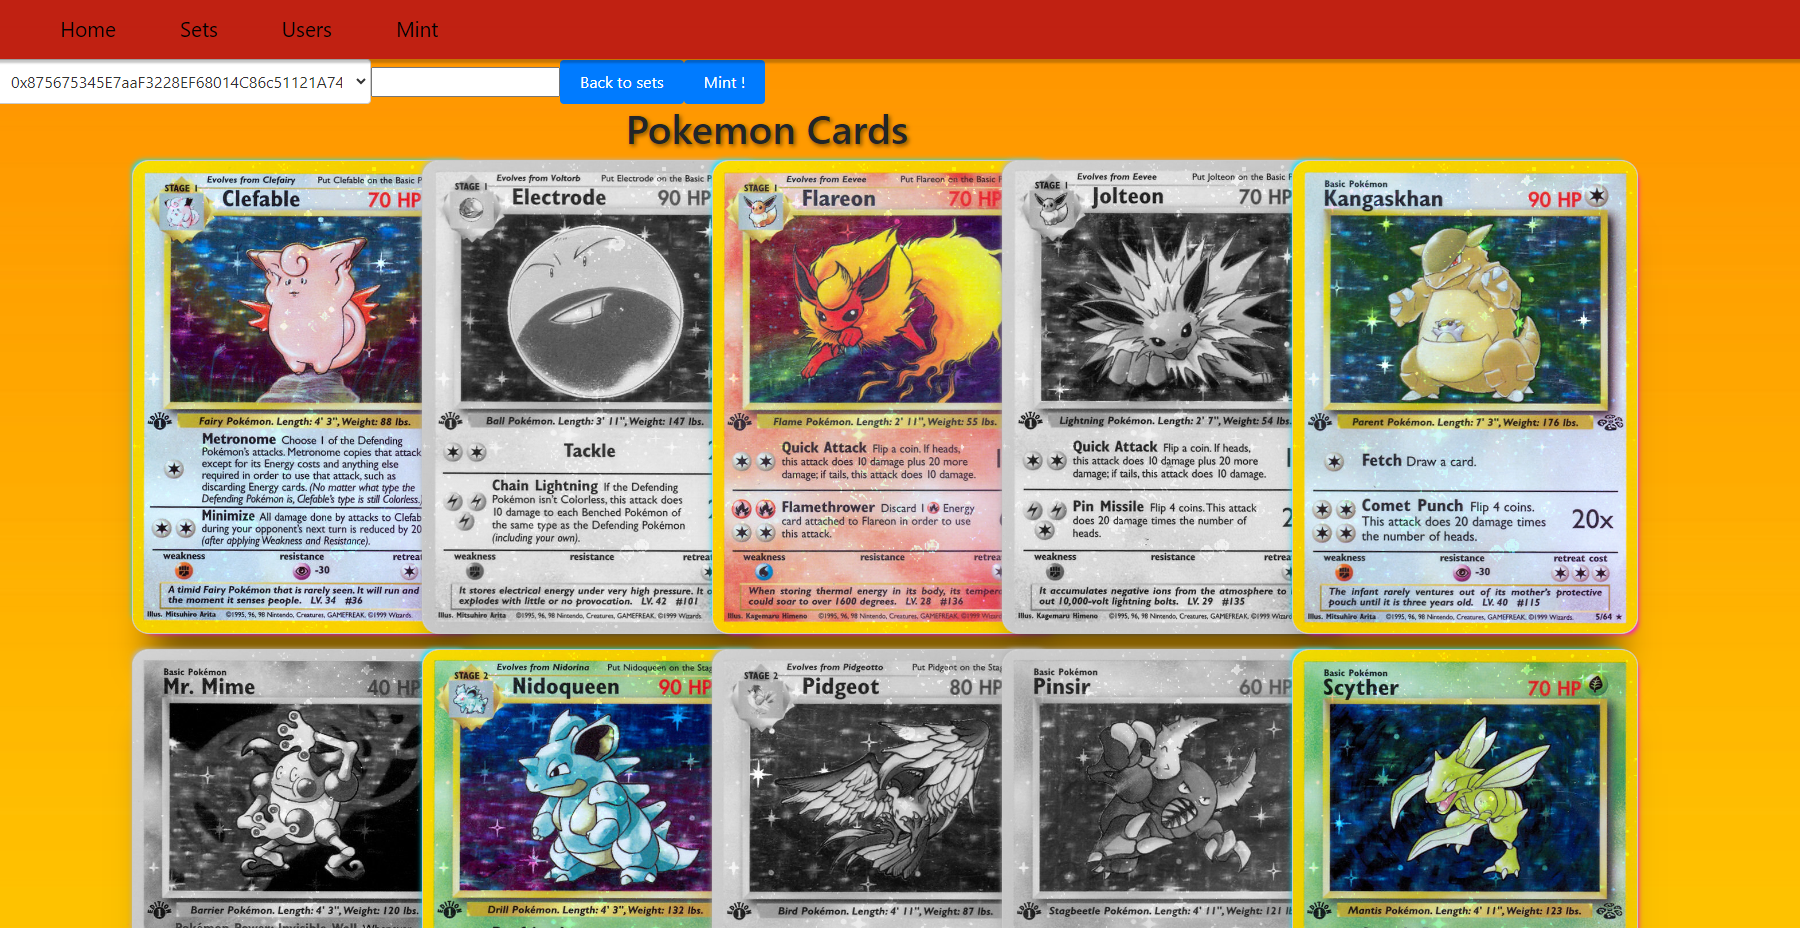 Home Sets Users Mint
0x875675345E7aaF3228EF68014C86c51121A74
Back to sets Mint !
Pokemon Cards
STAGE 1 Evolves from Clefairy Put Clefable on the Basic P
Clefable 70 HP
Fairy Pokémon. Length: 4' 3", Weight: 88 lbs.
Metronome Choose 1 of the Defending
Pokémon's attacks. Metronome copies that attack
except for its Energy costs and anything else
required in order to use that attack, such as
discarding Energy cards. (No matter what type the
Defending Pokémon is, Clefable's type is still Colorless.)
Minimize All damage done by attacks to Clefab
during your opponent's next turn is reduced by 20
(after applying Weakness and Resistance).
weakness resistance retreat
-30
A timid Fairy Pokémon that is rarely seen. It will run and
the moment it senses people. LV. 34 #36
Illus. Mitsuhiro Arita ©1995, 96, 98 Nintendo, Creatures, GAMEFREAK. ©1999 Wizards.
STAGE 1 Evolves from Voltorb Put Electrode on the Basic P
Electrode 90 HP
Ball Pokémon. Length: 3' 11", Weight: 147 lbs.
Tackle
Chain Lightning If the Defending
Pokémon isn't Colorless, this attack does
10 damage to each Benched Pokémon of
the same type as the Defending Pokémon
(including your own).
weakness resistance retrea
It stores electrical energy under very high pressure. It o
explodes with little or no provocation. LV. 42 #101
Illus. Mitsuhiro Arita ©1995, 96, 98 Nintendo, Creatures, GAMEFREAK. ©1999 Wizards.
STAGE 1 Evolves from Eevee Put Flareon on the Basic P
Flareon 70 HP
Flame Pokémon. Length: 2' 11", Weight: 55 lbs.
Quick Attack Flip a coin. If heads,
this attack does 10 damage plus 20 more
damage; if tails, this attack does 10 damage.
Flamethrower Discard 1 Energy
card attached to Flareon in order to use
this attack.
weakness resistance retrea
When storing thermal energy in its body, its temper
could soar to over 1600 degrees. LV. 28 #136
Illus. Kagemaru Himeno ©1995, 96, 98 Nintendo, Creatures, GAMEFREAK. ©1999 Wizards.
STAGE 1 Evolves from Eevee Put Jolteon on the Basic P
Jolteon 70 HP
Lightning Pokémon. Length: 2' 7", Weight: 54 lbs.
Quick Attack Flip a coin. If heads,
this attack does 10 damage plus 20 more
damage; if tails, this attack does 10 damage.
Pin Missile Flip 4 coins. This attack
does 20 damage times the number of
heads.
2
weakness resistance retrea
It accumulates negative ions from the atmosphere to
out 10,000-volt lightning bolts. LV. 29 #135
Illus. Kagemaru Himeno ©1995, 96, 98 Nintendo, Creatures, GAMEFREAK. ©1999 Wizards.
Basic Pokémon
Kangaskhan 90 HP
Parent Pokémon. Length: 7' 3", Weight: 176 lbs.
Fetch Draw a card.
Comet Punch Flip 4 coins.
This attack does 20 damage times
the number of heads.
20x
weakness resistance retreat cost
-30
The infant rarely ventures out of its mother's protective
pouch until it is three years old. LV. 40 #115
Illus. Mitsuhiro Arita ©1995, 96, 98 Nintendo, Creatures, GAMEFREAK. ©1999 Wizards. 5/64
Basic Pokémon
Mr. Mime 40 HP
Barrier Pokémon. Length: 4' 3", Weight: 120 lbs.
STAGE 2 Evolves from Nidorina Put Nidoqueen on the Stag
Nidoqueen 90 HP
Drill Pokémon. Length: 4' 3", Weight: 132 lbs.
STAGE 2 Evolves from Pidgeotto Put Pidgeot on the Stag
Pidgeot 80 HP
Bird Pokémon. Length: 4' 11", Weight: 87 lbs.
Basic Pokémon
Pinsir 60 HP
Stagbeetle Pokémon. Length: 4' 11", Weight: 121 l
Basic Pokémon
Scyther 70 HP
Mantis Pokémon. Length: 4' 11", Weight: 123 lbs.